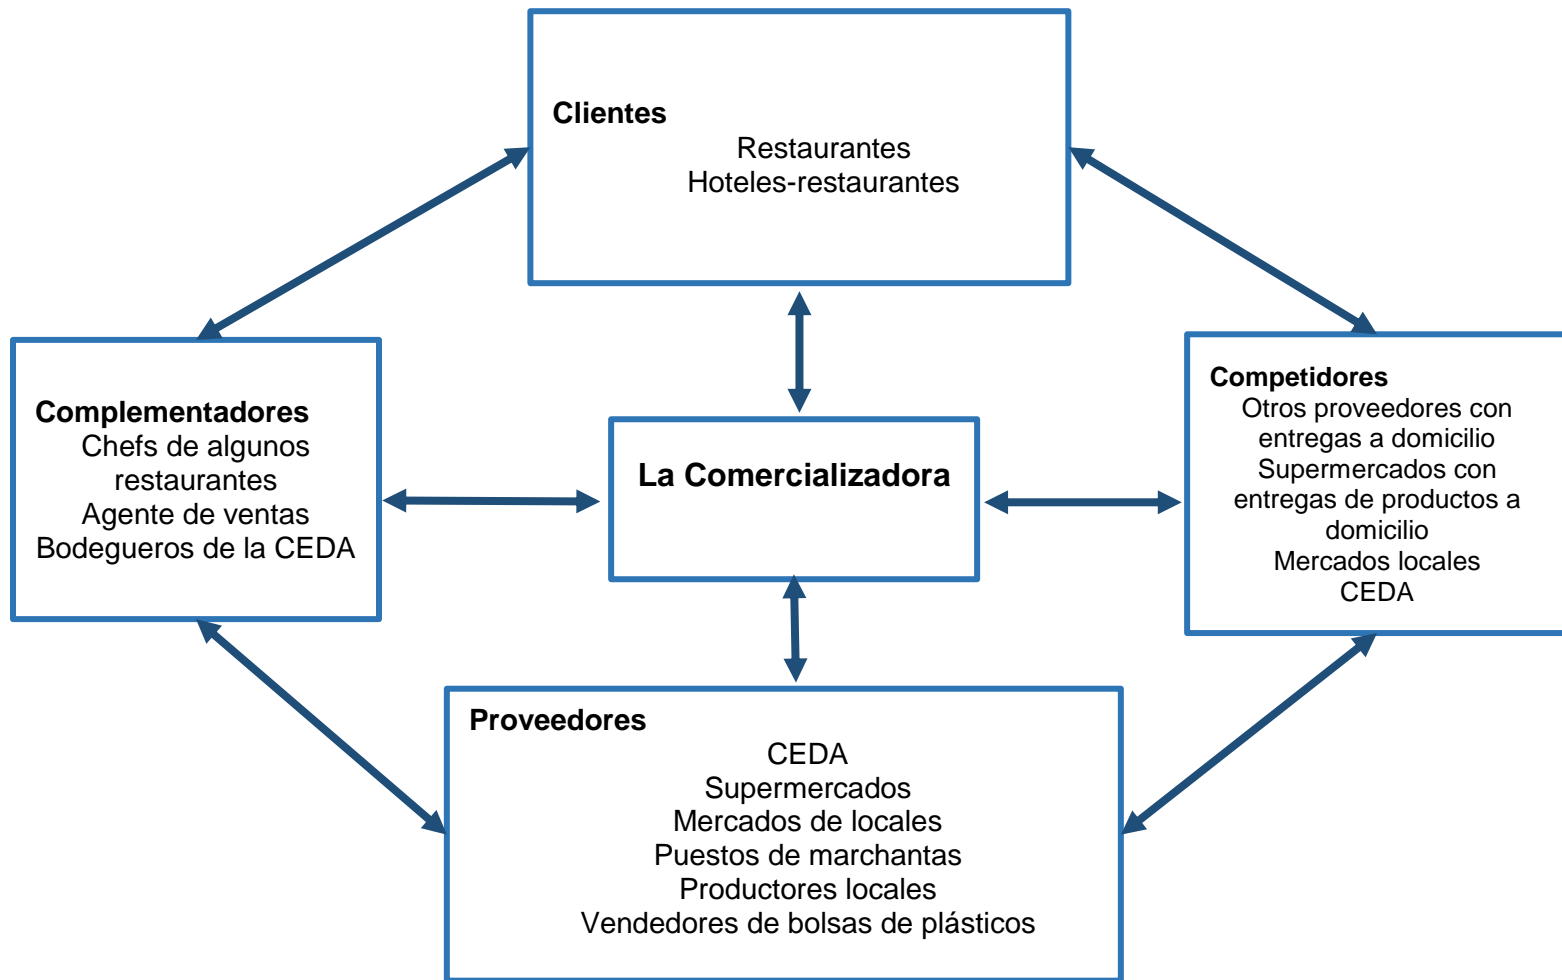 Clientes
Restaurantes
Hoteles-restaurantes
Complementadores
Chefs de algunos
restaurantes
Agente de ventas
Bodegueros de la CEDA
La Comercializadora
Competidores
Otros proveedores con
entregas a domicilio
Supermercados con
entregas de productos a
domicilio
Mercados locales
CEDA
Proveedores
CEDA
Supermercados
Mercados de locales
Puestos de marchantas
Productores locales
Vendedores de bolsas de plásticos